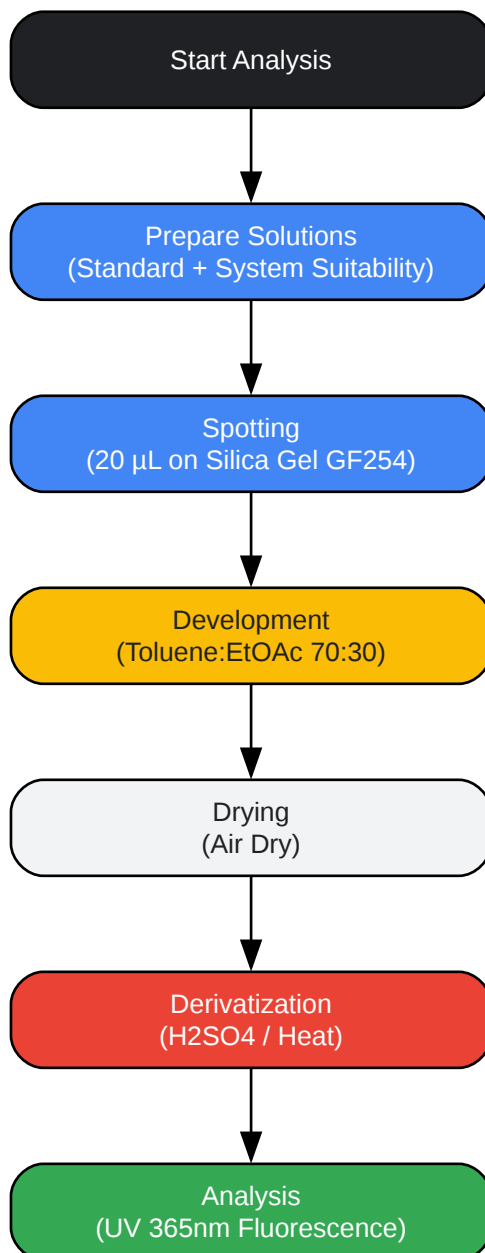 Start Analysis
Prepare Solutions
(Standard + System Suitability)
Spotting
(20 µL on Silica Gel GF254)
Development
(Toluene:EtOAc 70:30)
Drying
(Air Dry)
Derivatization
(H2SO4 / Heat)
Analysis
(UV 365nm Fluorescence)